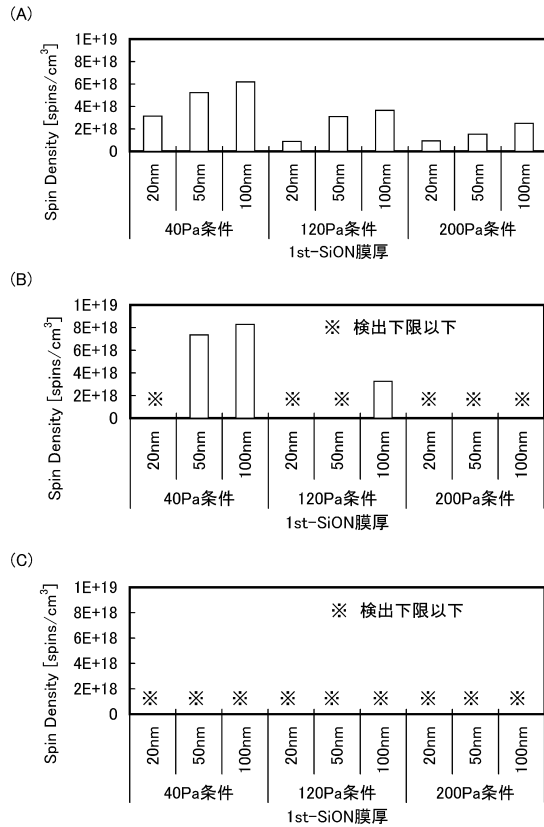 (A)
Spin Density [spins/cm³]
1E+19
8E+18
6E+18
4E+18
2E+18
0
20nm 50nm 100nm 20nm 50nm 100nm 20nm 50nm 100nm
40Pa条件 120Pa条件 200Pa条件
1st-SiON膜厚
(B)
Spin Density [spins/cm³]
1E+19
※ 検出下限以下
8E+18
6E+18
4E+18
2E+18
※ ※ ※ ※ ※ ※
0
20nm 50nm 100nm 20nm 50nm 100nm 20nm 50nm 100nm
40Pa条件 120Pa条件 200Pa条件
1st-SiON膜厚
(C)
Spin Density [spins/cm³]
1E+19
※ 検出下限以下
8E+18
6E+18
4E+18
2E+18
※ ※ ※ ※ ※ ※ ※ ※ ※
0
20nm 50nm 100nm 20nm 50nm 100nm 20nm 50nm 100nm
40Pa条件 120Pa条件 200Pa条件
1st-SiON膜厚